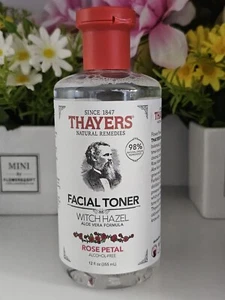 SINCE 1847
THAYERS
NATURAL REMEDIES
98%
FACIAL TONER
WITCH HAZEL
ALOE VERA FORMULA
ROSE PETAL
ALCOHOL-FREE
MINI